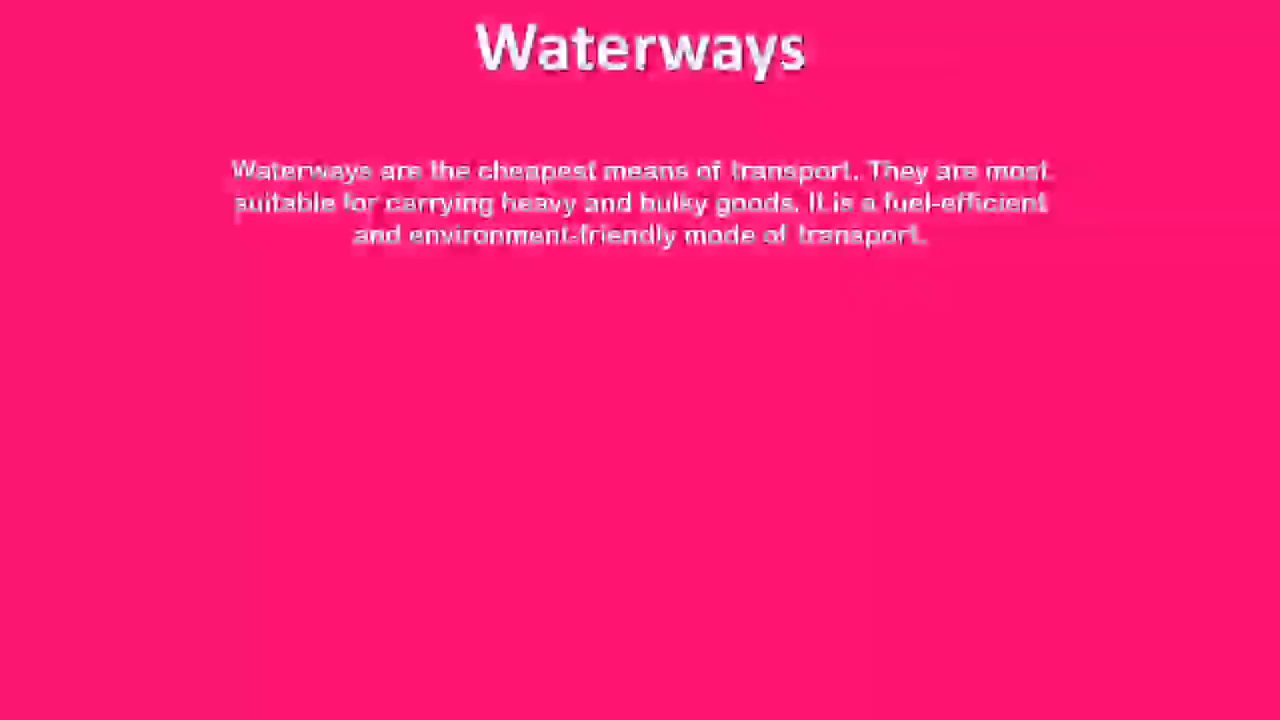 Waterways
Waterways are the cheapest means of transport. They are most
suitable for carrying heavy and bulky goods. It is a fuel-efficient
and environment-friendly mode of transport.